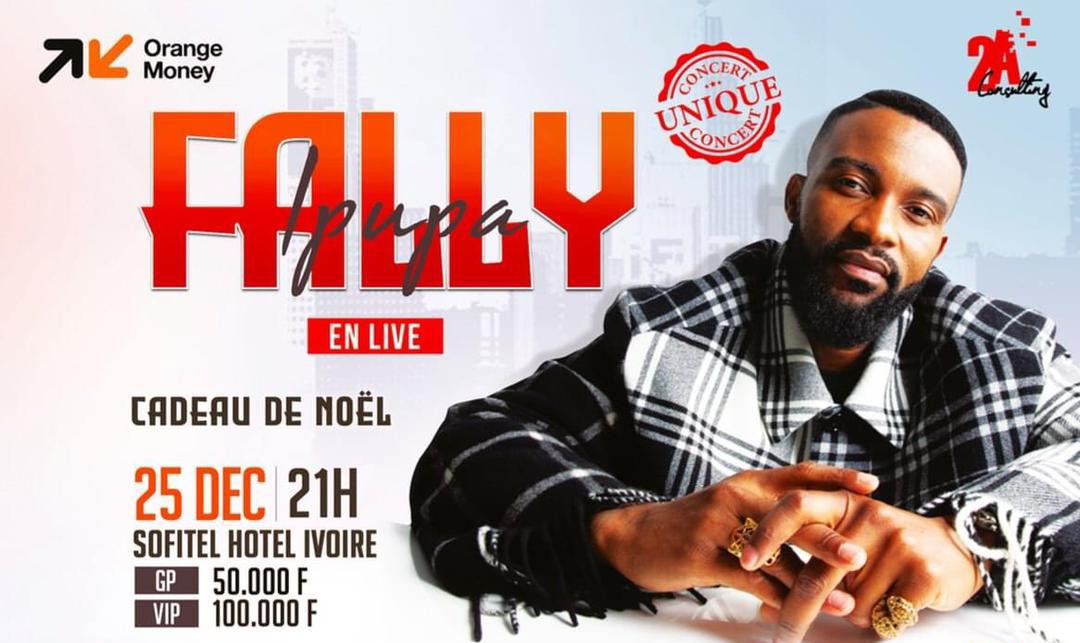 Orange
Money
2A
Consulting
CONCERT
UNIQUE
CONCERT
FALLY
Ipupa
EN LIVE
CADEAU DE NOËL
25 DEC | 21H
SOFITEL HOTEL IVOIRE
GP 50.000 F
VIP 100.000 F